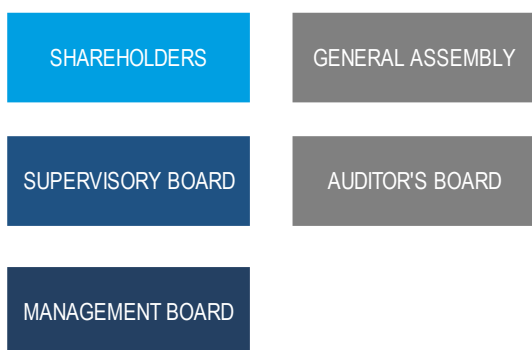 SHAREHOLDERS
GENERAL ASSEMBLY
SUPERVISORY BOARD
AUDITOR'S BOARD
MANAGEMENT BOARD